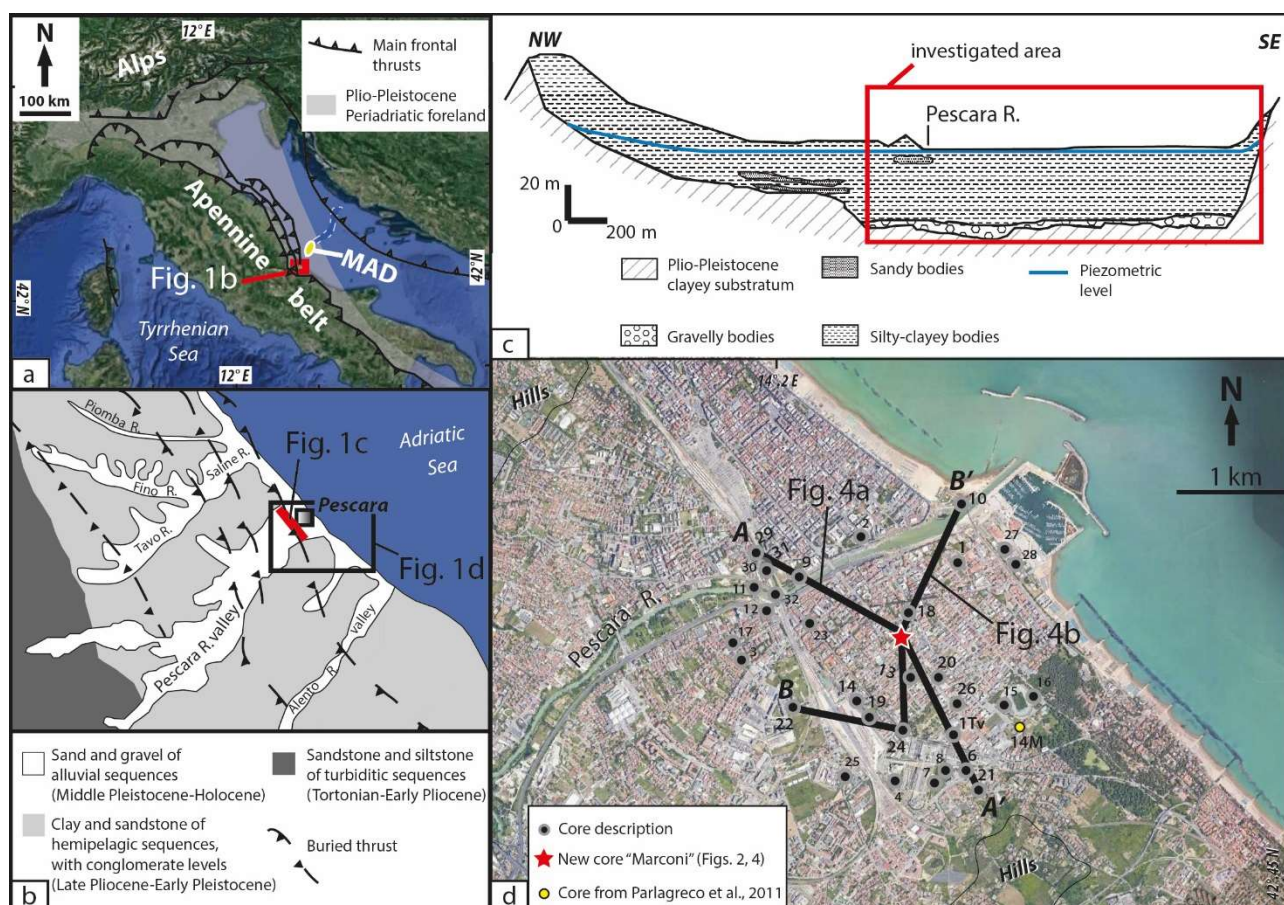 N
12° E
Alps
100 km
Main frontal
thrusts
Plio-Pleistocene
Periadriatic foreland
Apennine
belt
MAD
Fig. 1b
42°N
42°N
Tyrrhenian
Sea
12° E
a
Piomba R.
Fino R.
Saline R.
Tavo R.
Fig. 1c
Adriatic
Sea
Pescara
Fig. 1d
Pescara R. valley
Alento R. valley
Sand and gravel of
alluvial sequences
(Middle Pleistocene-Holocene)
Clay and sandstone of
hemipelagic sequences,
with conglomerate levels
(Late Pliocene-Early Pleistocene)
Sandstone and siltstone
of turbiditic sequences
(Tortonian-Early Pliocene)
Buried thrust
b
NW
SE
investigated area
Pescara R.
20 m
0
200 m
Plio-Pleistocene
clayey substratum
Sandy bodies
Piezometric
level
Gravelly bodies
Silty-clayey bodies
c
Hills
14°.2 E
N
1 km
B'
10
Fig. 4a
A
29
31
30
9
2
11
32
12
1
27
28
18
Fig. 4b
Pescara R.
23
17
3
13
20
B
22
14
19
26
15
16
1Tv
14M
24
25
4
7
8
6
21
A'
Hills
42°.45' N
Core description
New core "Marconi" (Figs. 2, 4)
Core from Parlagreco et al., 2011
d